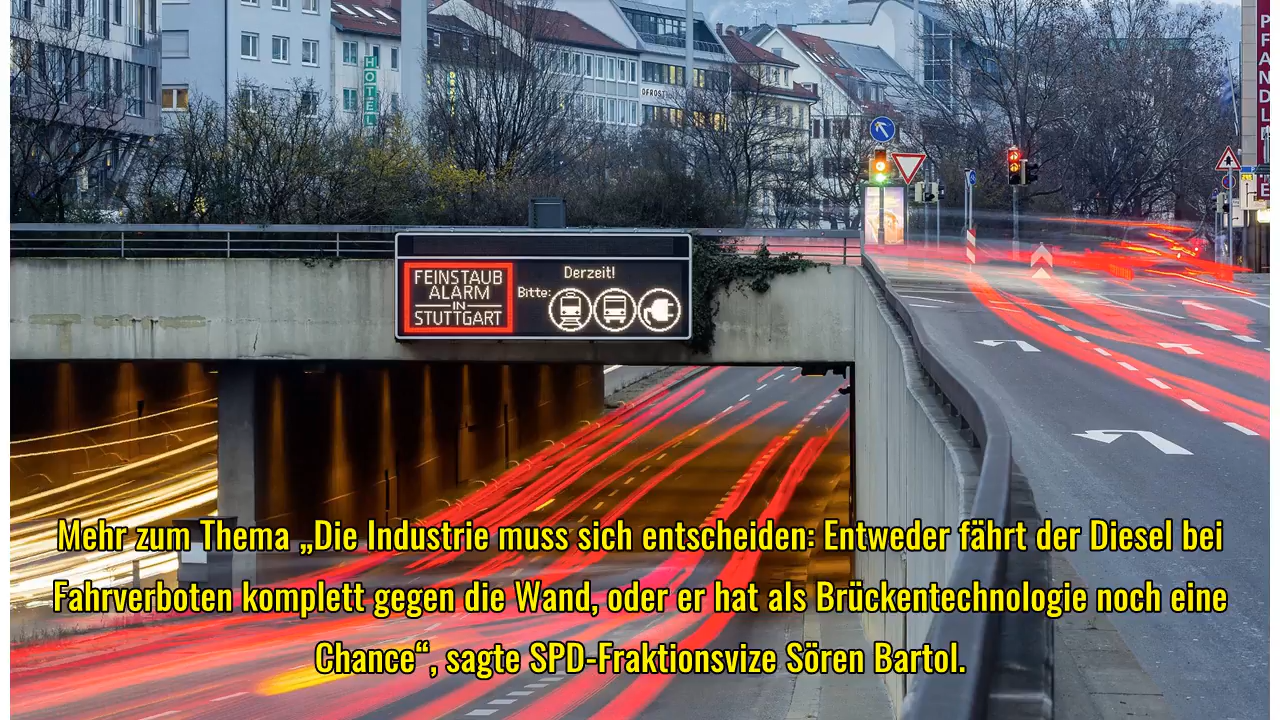 HOTEL
PFANDL
FEINSTAUB
ALARM
IN
STUTTGART
Derzeit!
Bitte:
Mehr zum Thema „Die Industrie muss sich entscheiden: Entweder fährt der Diesel bei
Fahrverboten komplett gegen die Wand, oder er hat als Brückentechnologie noch eine
Chance“, sagte SPD-Fraktionsvize Sören Bartol.